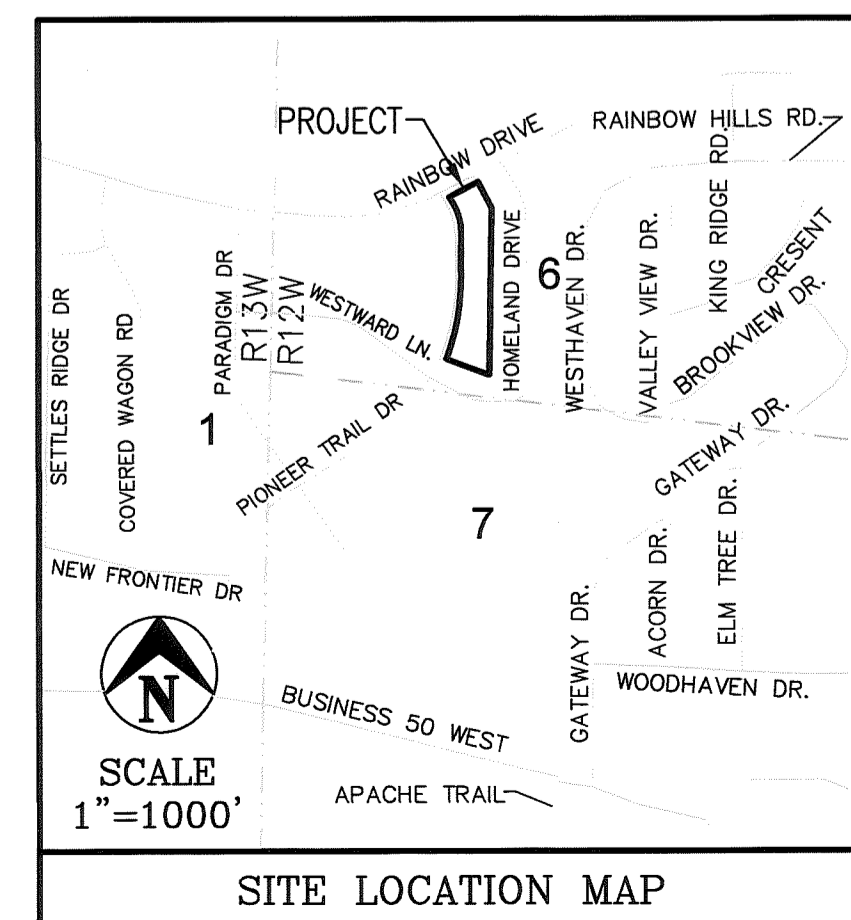 PROJECT
RAINBOW DRIVE
RAINBOW HILLS RD.
KING RIDGE RD.
CRESENT
HOMELAND DRIVE
6
WESTHAVEN DR.
VALLEY VIEW DR.
BROOKVIEW DR.
SETTLES RIDGE DR
COVERED WAGON RD
PARADIGM DR
R13W
R12W
WESTWARD LN.
1
PIONEER TRAIL DR
7
GATEWAY DR.
NEW FRONTIER DR
GATEWAY DR.
ACORN DR.
ELM TREE DR.
WOODHAVEN DR.
N
BUSINESS 50 WEST
SCALE
1"=1000'
APACHE TRAIL
SITE LOCATION MAP